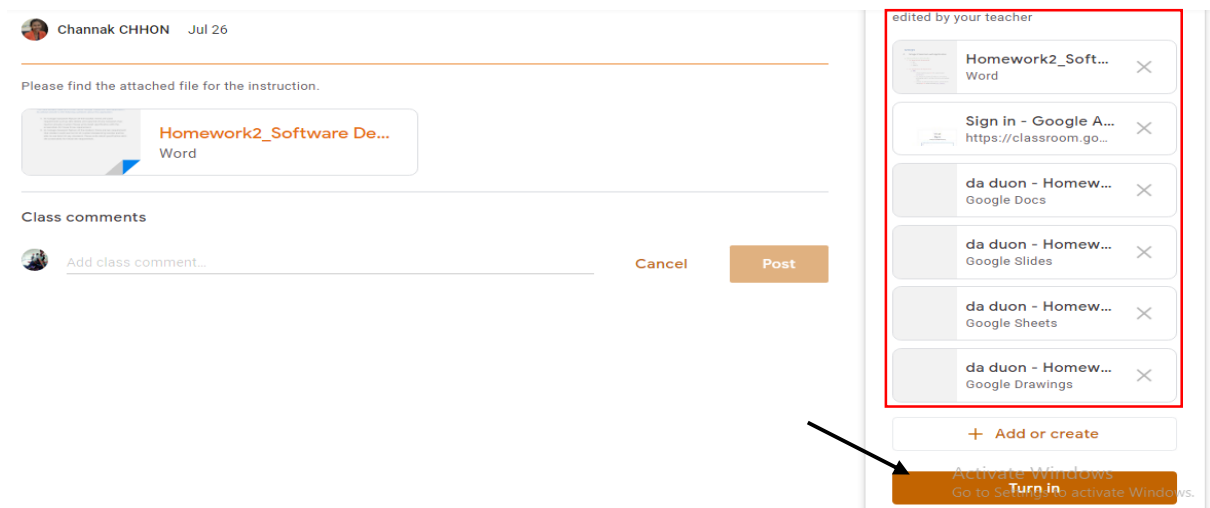 Channak CHHON Jul 26
Please find the attached file for the instruction.
Homework2_Software De...
Word
Class comments
Add class comment...
Cancel
Post
edited by your teacher
Homework2_Soft...
Word
Sign in - Google A...
https://classroom.go...
da duon - Homew...
Google Docs
da duon - Homew...
Google Slides
da duon - Homew...
Google Sheets
da duon - Homew...
Google Drawings
+ Add or create
Turn in
Activate Windows
Go to Settings to activate Windows.